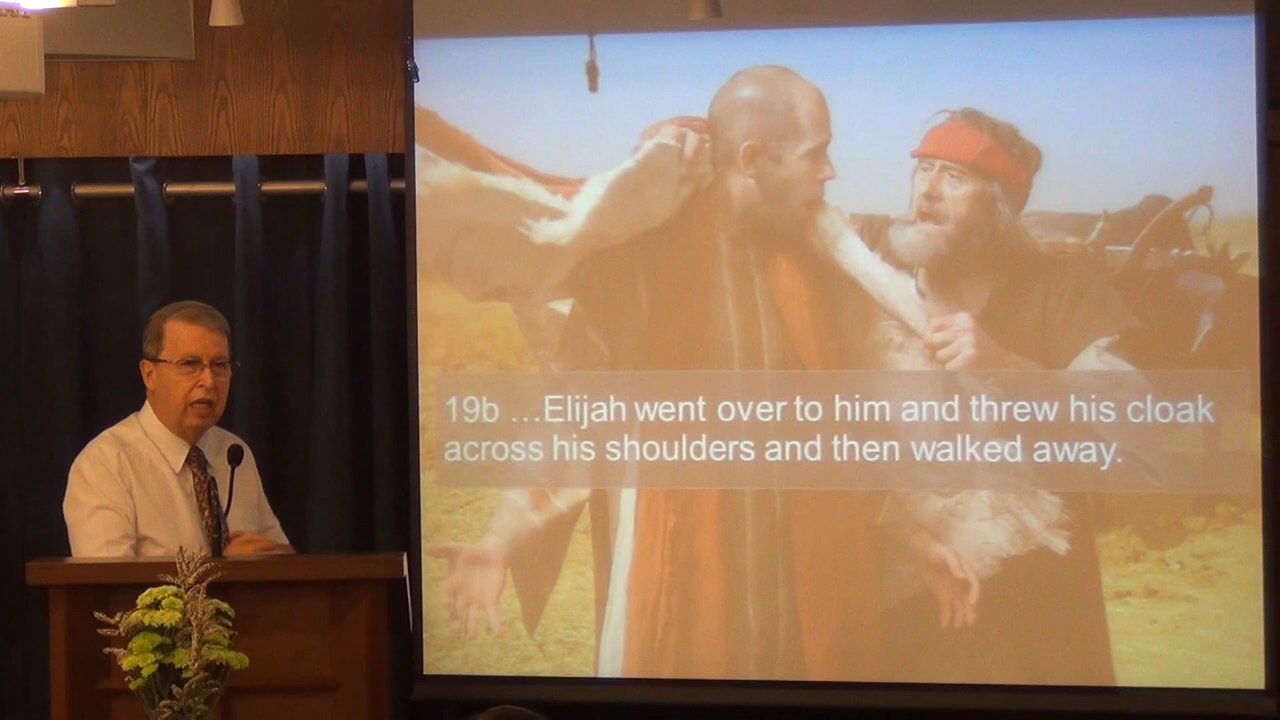 19b …Elijah went over to him and threw his cloak
across his shoulders and then walked away.